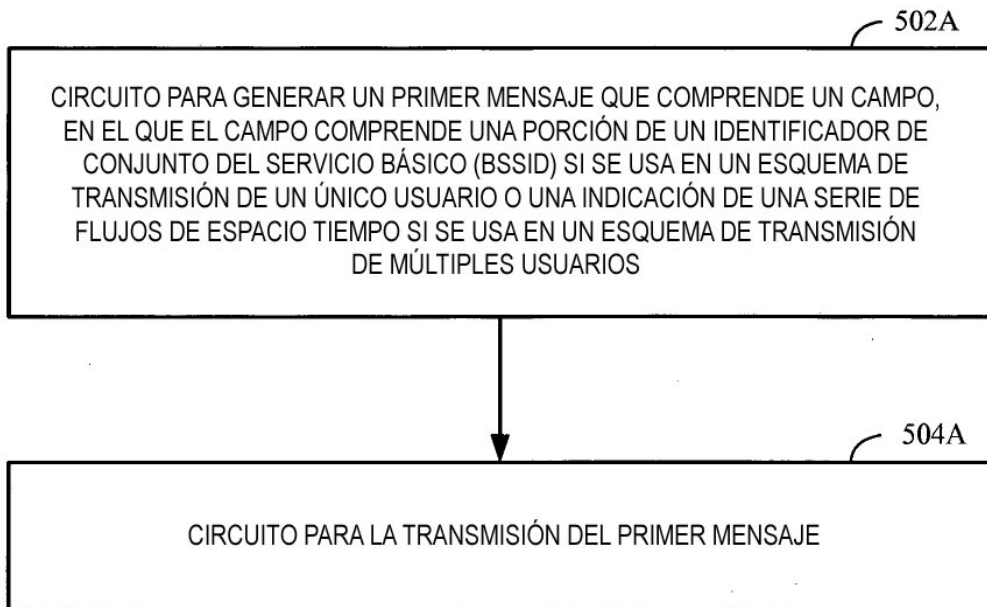 502A
CIRCUITO PARA GENERAR UN PRIMER MENSAJE QUE COMPRENDE UN CAMPO,
EN EL QUE EL CAMPO COMPRENDE UNA PORCIÓN DE UN IDENTIFICADOR DE
CONJUNTO DEL SERVICIO BÁSICO (BSSID) SI SE USA EN UN ESQUEMA DE
TRANSMISIÓN DE UN ÚNICO USUARIO O UNA INDICACIÓN DE UNA SERIE DE
FLUJOS DE ESPACIO TIEMPO SI SE USA EN UN ESQUEMA DE TRANSMISIÓN
DE MÚLTIPLES USUARIOS
504A
CIRCUITO PARA LA TRANSMISIÓN DEL PRIMER MENSAJE